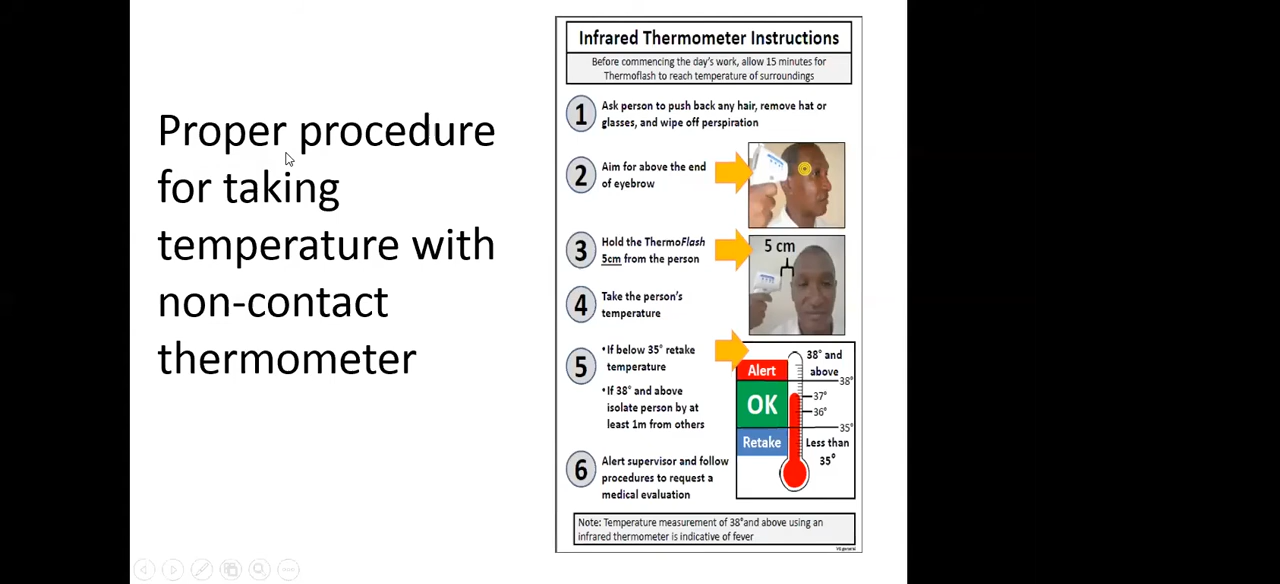 Proper procedure
for taking
temperature with
non-contact
thermometer
Infrared Thermometer Instructions
Before commencing the day's work, allow 15 minutes for
Thermoflash to reach temperature of surroundings
1
Ask person to push back any hair, remove hat or
glasses, and wipe off perspiration
2
Aim for above the end
of eyebrow
3
Hold the ThermoFlash
5cm from the person
5 cm
4
Take the person's
temperature
5
•If below 35° retake
temperature
•If 38° and above
isolate person by at
least 1m from others
Alert
OK
Retake
38° and
above
38°
37°
36°
35°
Less than
35°
6
Alert supervisor and follow
procedures to request a
medical evaluation
Note: Temperature measurement of 38°and above using an
infrared thermometer is indicative of fever